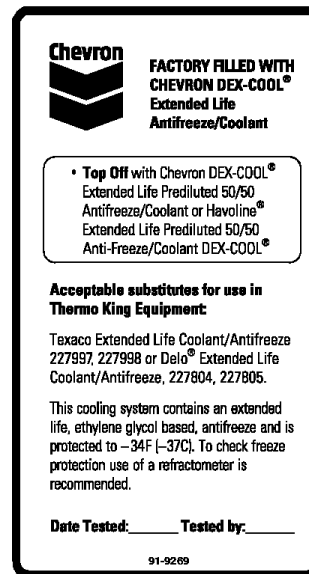 Chevron
FACTORY FILLED WITH
CHEVRON DEX-COOL®
Extended Life
Antifreeze/Coolant
• Top Off with Chevron DEX-COOL®
Extended Life Prediluted 50/50
Antifreeze/Coolant or Havoline®
Extended Life Prediluted 50/50
Anti-Freeze/Coolant DEX-COOL®
Acceptable substitutes for use in
Thermo King Equipment:
Texaco Extended Life Coolant/Antifreeze
227997, 227998 or Delo® Extended Life
Coolant/Antifreeze, 227804, 227805.
This cooling system contains an extended
life, ethylene glycol based, antifreeze and is
protected to –34F (–37C). To check freeze
protection use of a refractometer is
recommended.
Date Tested:______ Tested by:______
91-9269